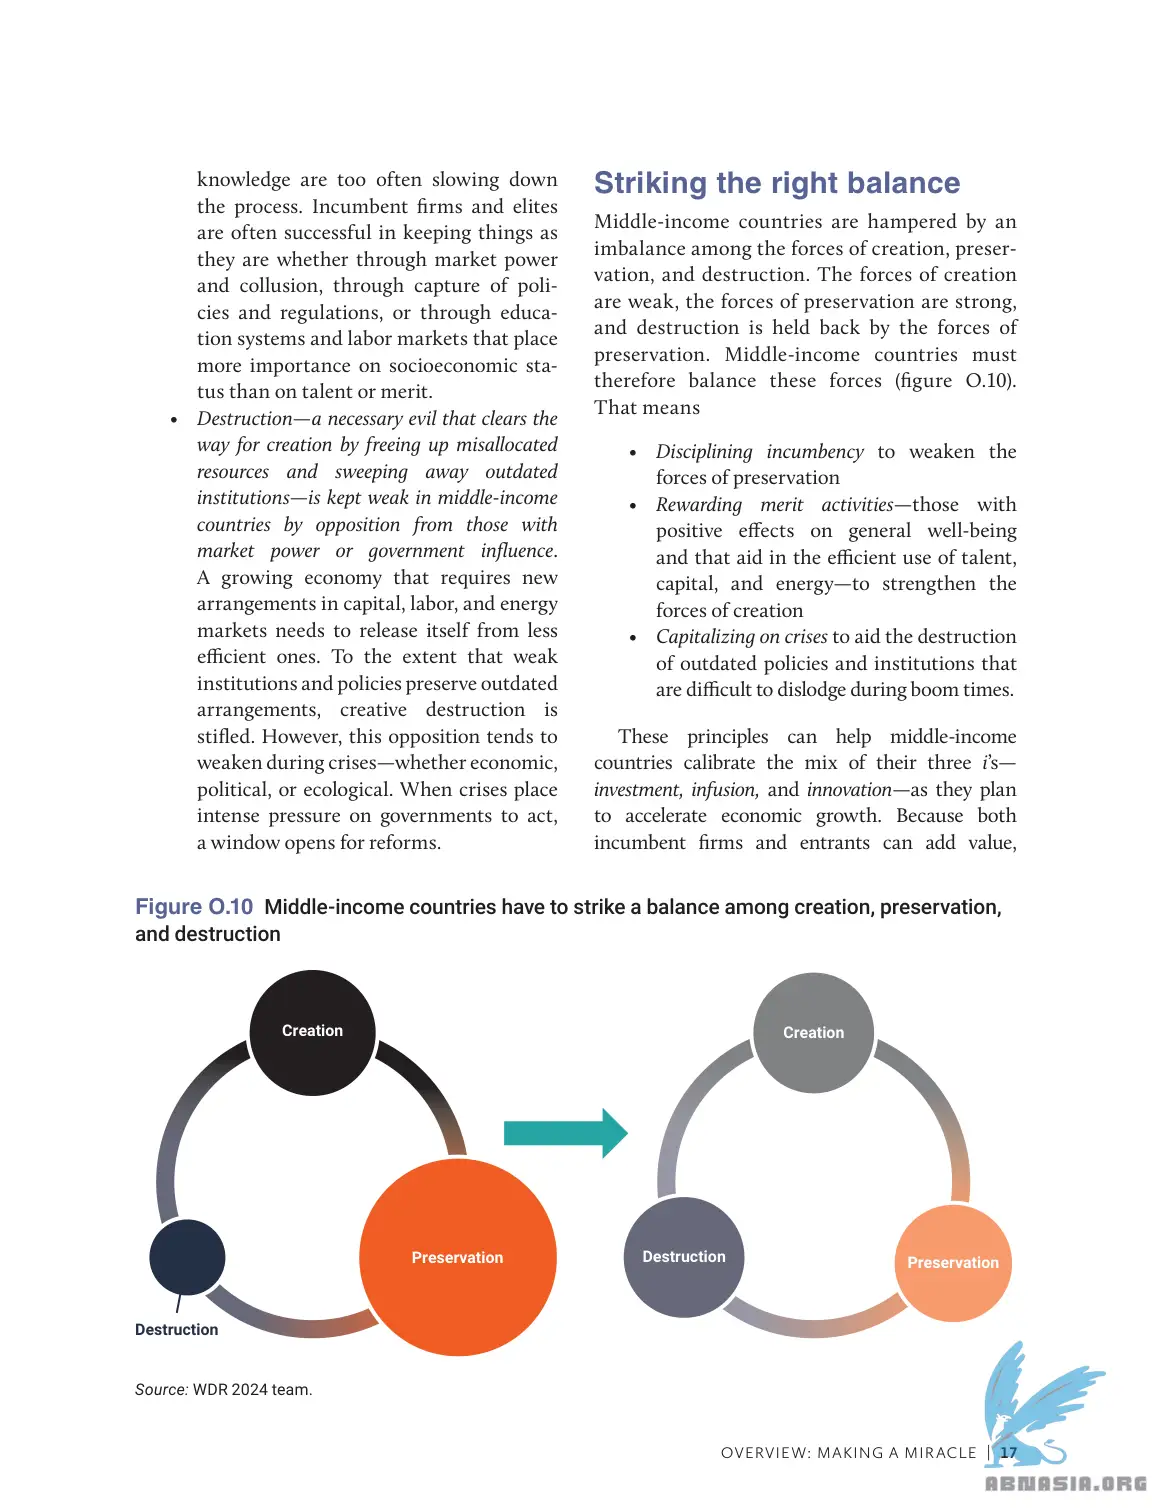 knowledge are too often slowing down
the process. Incumbent firms and elites
are often successful in keeping things as
they are whether through market power
and collusion, through capture of poli-
cies and regulations, or through educa-
tion systems and labor markets that place
more importance on socioeconomic sta-
tus than on talent or merit.
• Destruction—a necessary evil that clears the
way for creation by freeing up misallocated
resources and sweeping away outdated
institutions—is kept weak in middle-income
countries by opposition from those with
market power or government influence.
A growing economy that requires new
arrangements in capital, labor, and energy
markets needs to release itself from less
efficient ones. To the extent that weak
institutions and policies preserve outdated
arrangements, creative destruction is
stifled. However, this opposition tends to
weaken during crises—whether economic,
political, or ecological. When crises place
intense pressure on governments to act,
a window opens for reforms.
Striking the right balance
Middle-income countries are hampered by an
imbalance among the forces of creation, preser-
vation, and destruction. The forces of creation
are weak, the forces of preservation are strong,
and destruction is held back by the forces of
preservation. Middle-income countries must
therefore balance these forces (figure O.10).
That means
• Disciplining incumbency to weaken the
forces of preservation
• Rewarding merit activities—those with
positive effects on general well-being
and that aid in the efficient use of talent,
capital, and energy—to strengthen the
forces of creation
• Capitalizing on crises to aid the destruction
of outdated policies and institutions that
are difficult to dislodge during boom times.
These principles can help middle-income
countries calibrate the mix of their three i's—
investment, infusion, and innovation—as they plan
to accelerate economic growth. Because both
incumbent firms and entrants can add value,
Figure O.10 Middle-income countries have to strike a balance among creation, preservation,
and destruction
Creation
Preservation
Destruction
Creation
Destruction
Preservation
Source: WDR 2024 team.
OVERVIEW: MAKING A MIRACLE | 17
ABNASIA.ORG